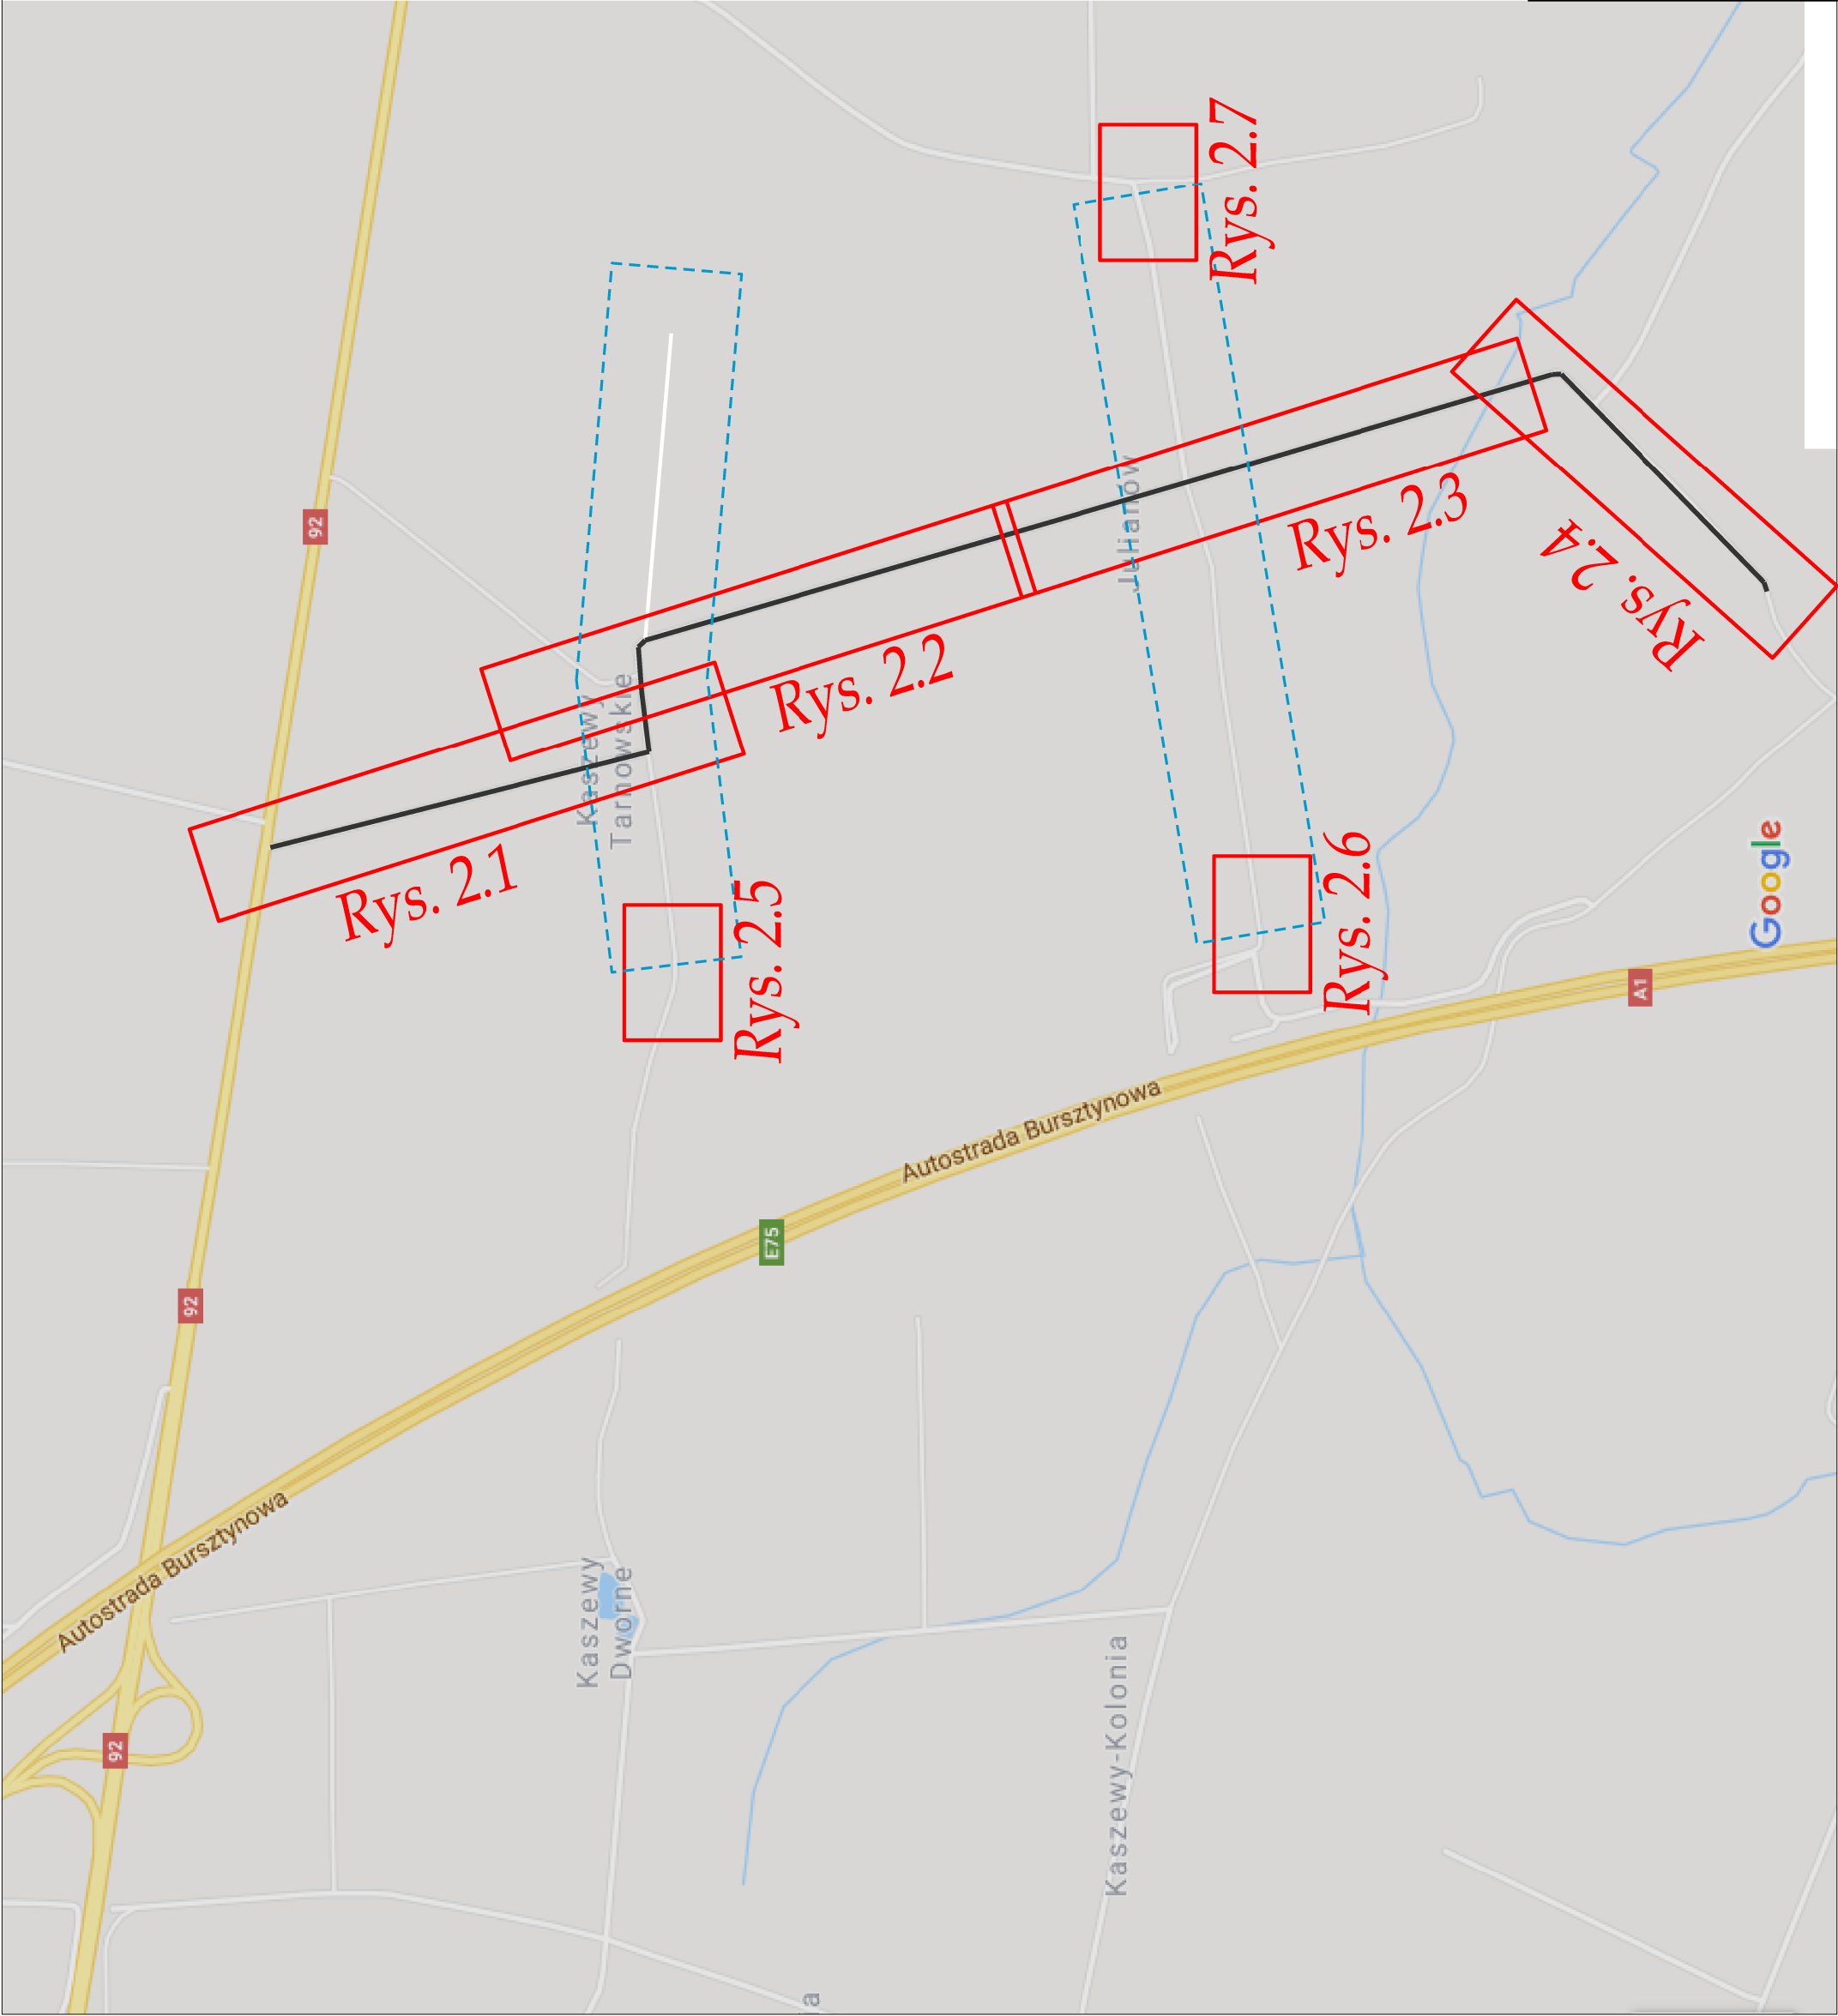 92
Rys. 2.7
Julianów
Rys. 2.3
Rys. 2.4
Kaszewy
Tarnowskie
Rys. 2.2
Rys. 2.1
Rys. 2.5
Rys. 2.6
Google
A1
Autostrada Bursztynowa
E75
92
Autostrada Bursztynowa
Kaszewy
Dworne
92
Kaszewy-Kolonia
ia